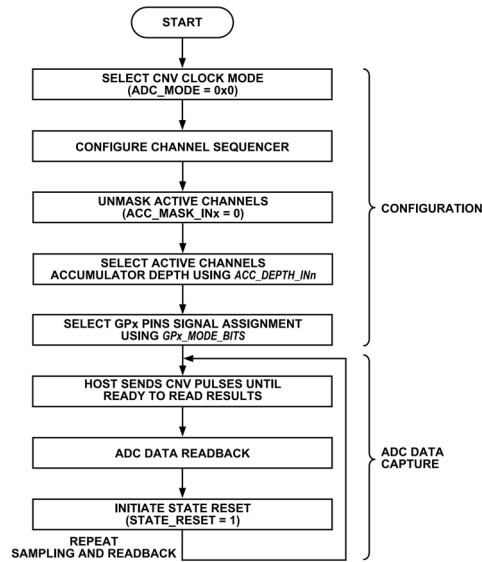 START
SELECT CNV CLOCK MODE
(ADC_MODE = 0x0)
CONFIGURE CHANNEL SEQUENCER
UNMASK ACTIVE CHANNELS
(ACC_MASK_INx = 0)
SELECT ACTIVE CHANNELS
ACCUMULATOR DEPTH USING ACC_DEPTH_INn
SELECT GPx PINS SIGNAL ASSIGNMENT
USING GPx_MODE_BITS
CONFIGURATION
HOST SENDS CNV PULSES UNTIL
READY TO READ RESULTS
ADC DATA READBACK
INITIATE STATE RESET
(STATE_RESET = 1)
REPEAT
SAMPLING AND READBACK
ADC DATA
CAPTURE